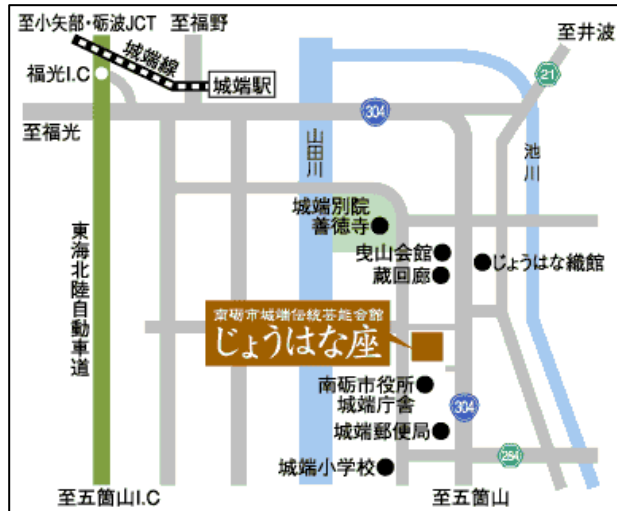 至小矢部・砺波JCT
至福野
至井波
城端線
福光I.C
城端駅
21
304
至福光
山田川
池川
城端別院
善徳寺
曳山会館
蔵回廊
じょうはな織館
東海北陸自動車道
南砺市城端伝統芸能会館
じょうはな座
南砺市役所
城端庁舎
304
城端郵便局
264
城端小学校
至五箇山I.C
至五箇山